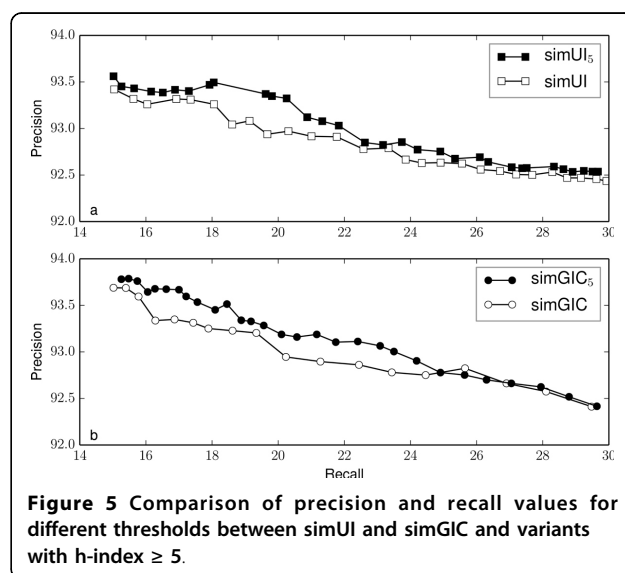 94.0
93.5
93.0
92.5
92.0
Precision
simUI₅
simUI
a
14 16 18 20 22 24 26 28 30
94.0
93.5
93.0
92.5
92.0
Precision
simGIC₅
simGIC
b
14 16 18 20 22 24 26 28 30
Recall
Figure 5 Comparison of precision and recall values for
different thresholds between simUI and simGIC and variants
with h-index ≥ 5.